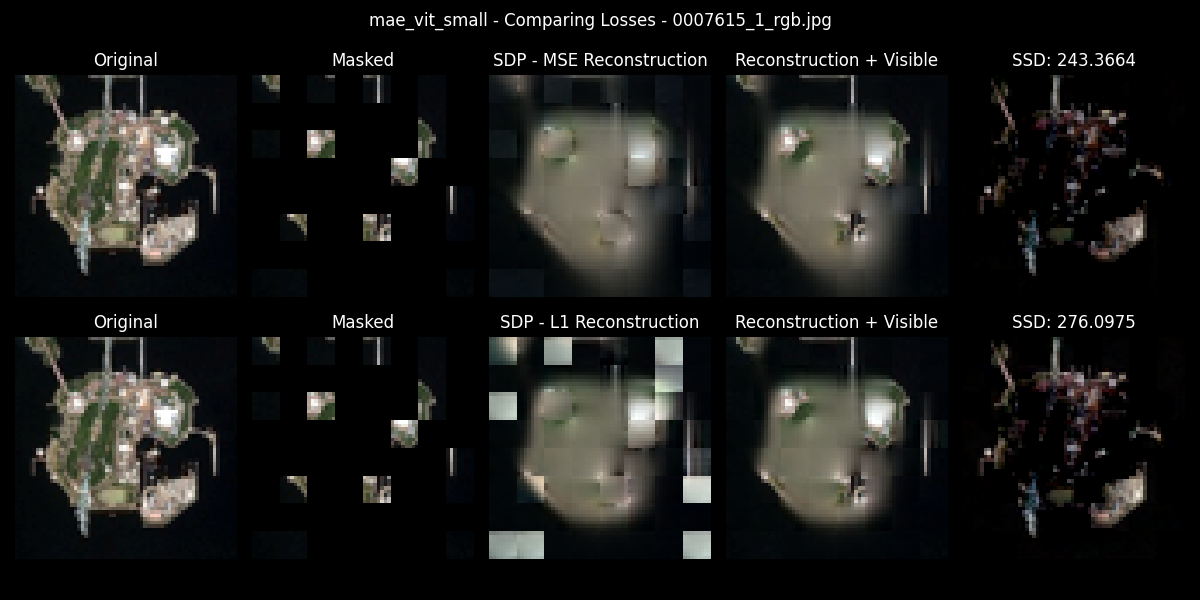 mae_vit_small - Comparing Losses - 0007615_1_rgb.jpg
Original Masked SDP - MSE Reconstruction Reconstruction + Visible SSD: 243.3664
Original Masked SDP - L1 Reconstruction Reconstruction + Visible SSD: 276.0975